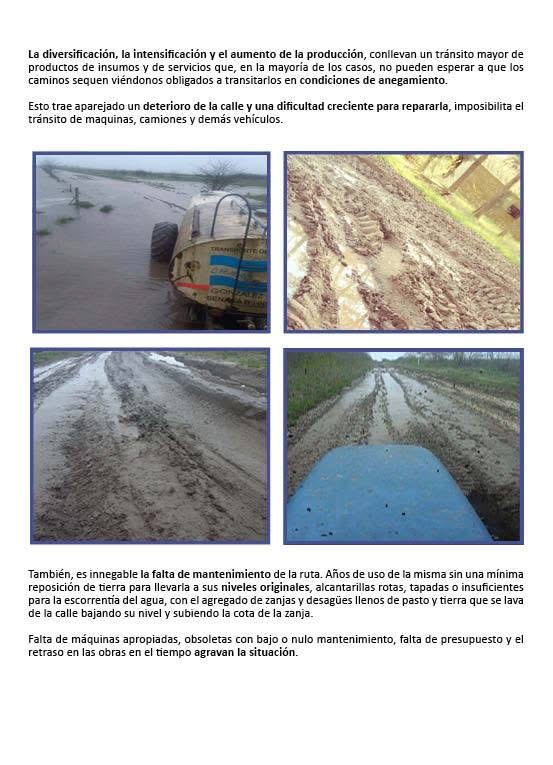 La diversificación, la intensificación y el aumento de la producción, conllevan un tránsito mayor de
productos de insumos y de servicios que, en la mayoría de los casos, no pueden esperar a que los
caminos sequen viéndonos obligados a transitarlos en condiciones de anegamiento.
Esto trae aparejado un deterioro de la calle y una dificultad creciente para repararla, imposibilita el
tránsito de maquinas, camiones y demás vehículos.
TRANSPORTE DE
GONZALEZ
También, es innegable la falta de mantenimiento de la ruta. Años de uso de la misma sin una mínima
reposición de tierra para llevarla a sus niveles originales, alcantarillas rotas, tapadas o insuficientes
para la escorrentía del agua, con el agregado de zanjas y desagües llenos de pasto y tierra que se lava
de la calle bajando su nivel y subiendo la cota de la zanja.
Falta de máquinas apropiadas, obsoletas con bajo o nulo mantenimiento, falta de presupuesto y el
retraso en las obras en el tiempo agravan la situación.